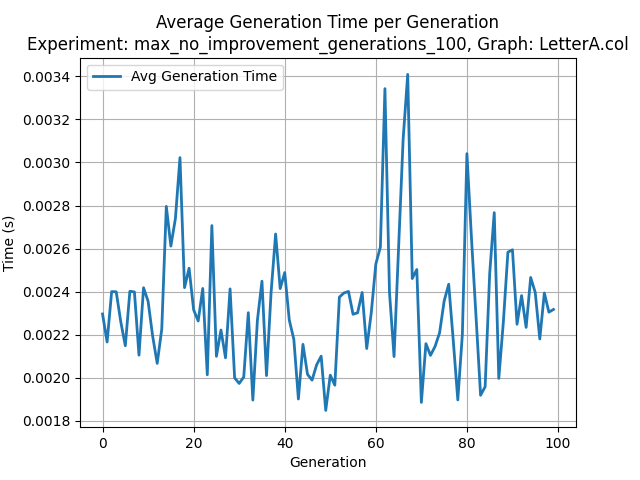 Average Generation Time per Generation
Experiment: max_no_improvement_generations_100, Graph: LetterA.col
Avg Generation Time
0.0034
0.0032
0.0030
0.0028
0.0026
0.0024
0.0022
0.0020
0.0018
Time (s)
0 20 40 60 80 100
Generation